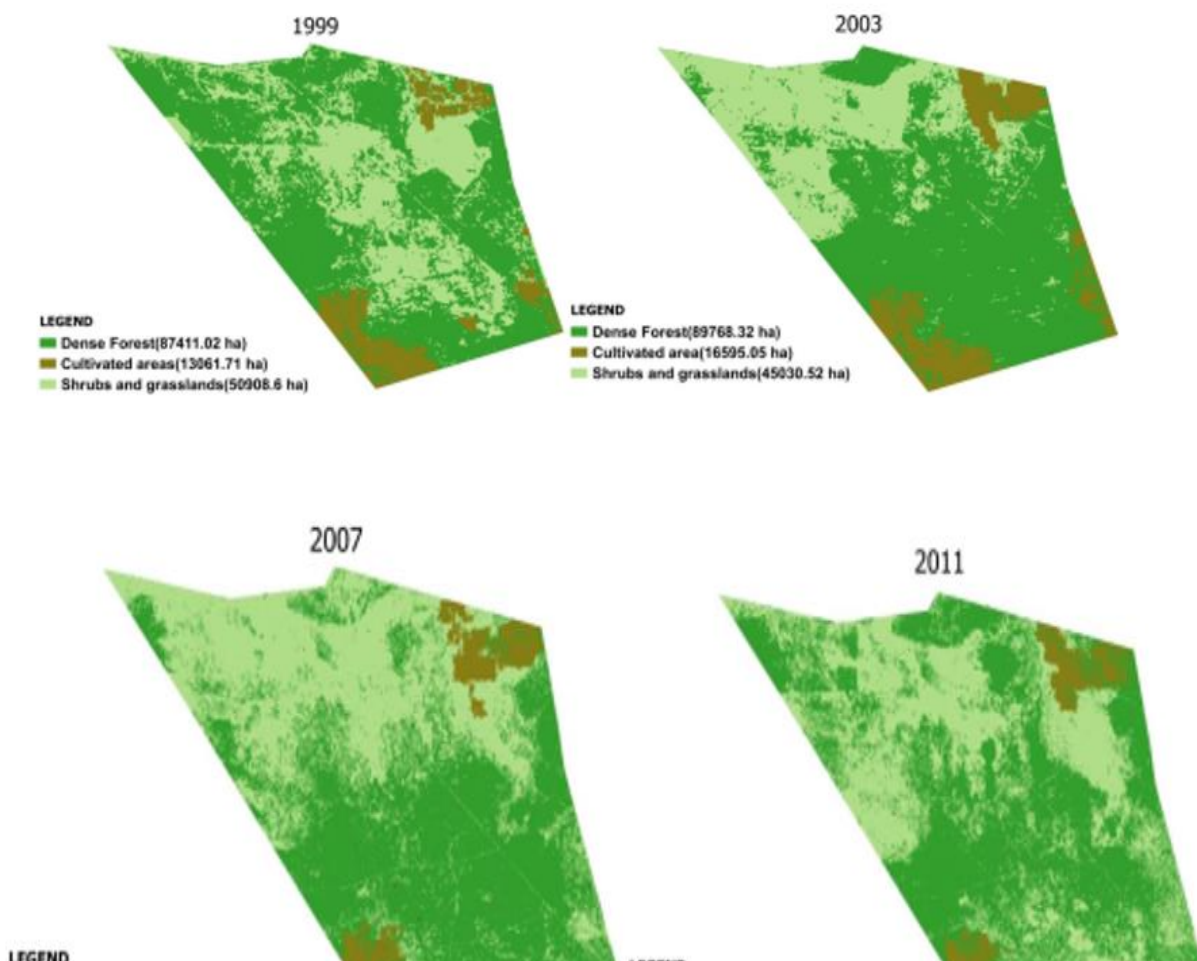 1999
2003
LEGEND
Dense Forest(87411.02 ha)
Cultivated areas(13061.71 ha)
Shrubs and grasslands(50908.6 ha)
LEGEND
Dense Forest(89768.32 ha)
Cultivated area(16595.05 ha)
Shrubs and grasslands(45030.52 ha)
2007
2011
LEGEND